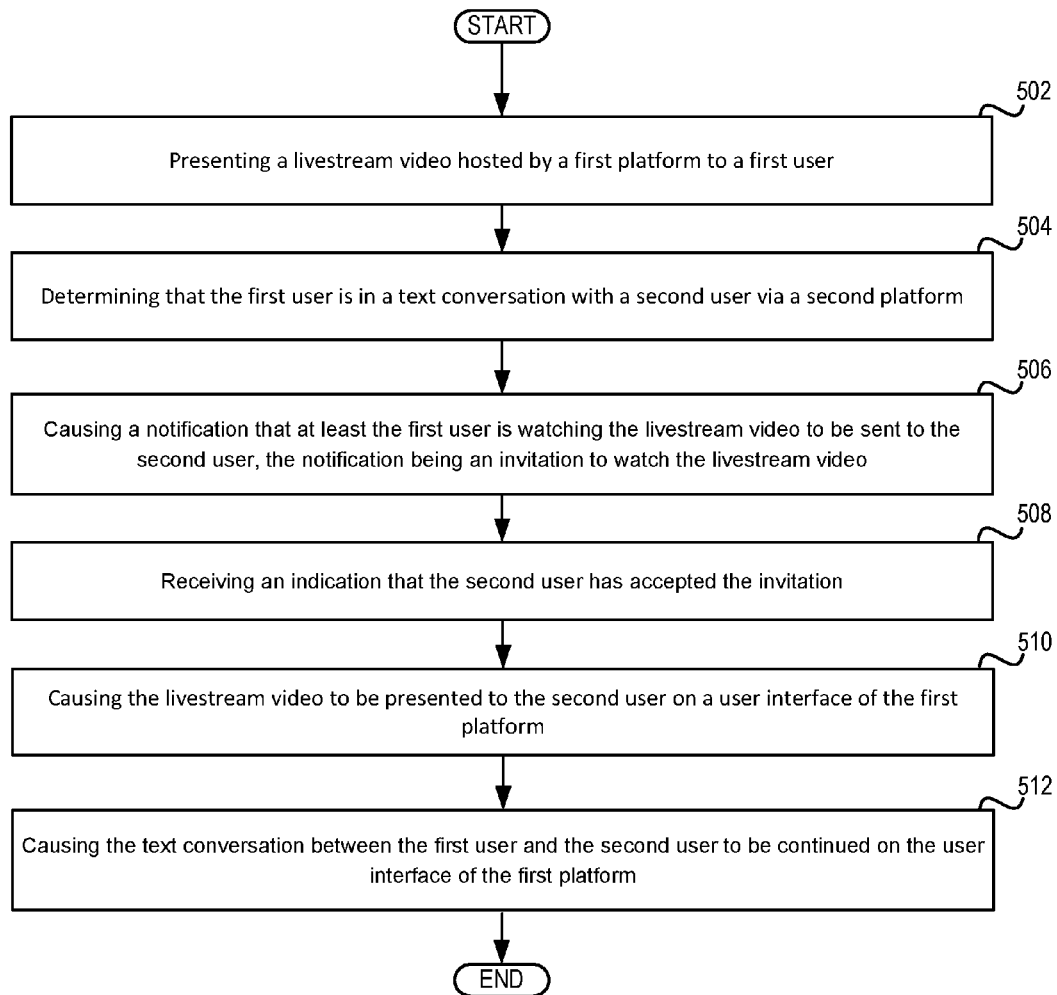 START
502
Presenting a livestream video hosted by a first platform to a first user
504
Determining that the first user is in a text conversation with a second user via a second platform
506
Causing a notification that at least the first user is watching the livestream video to be sent to the
second user, the notification being an invitation to watch the livestream video
508
Receiving an indication that the second user has accepted the invitation
510
Causing the livestream video to be presented to the second user on a user interface of the first
platform
512
Causing the text conversation between the first user and the second user to be continued on the user
interface of the first platform
END